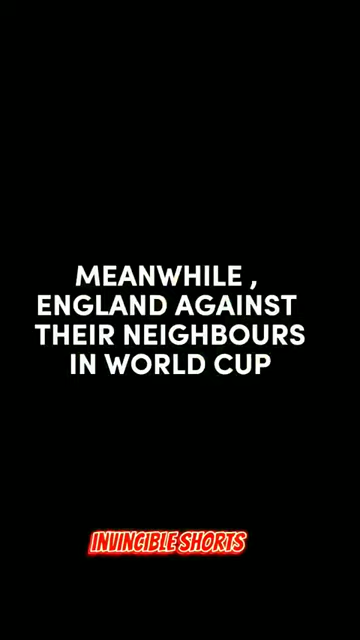 MEANWHILE ,
ENGLAND AGAINST
THEIR NEIGHBOURS
IN WORLD CUP
INVINCIBLE SHORTS